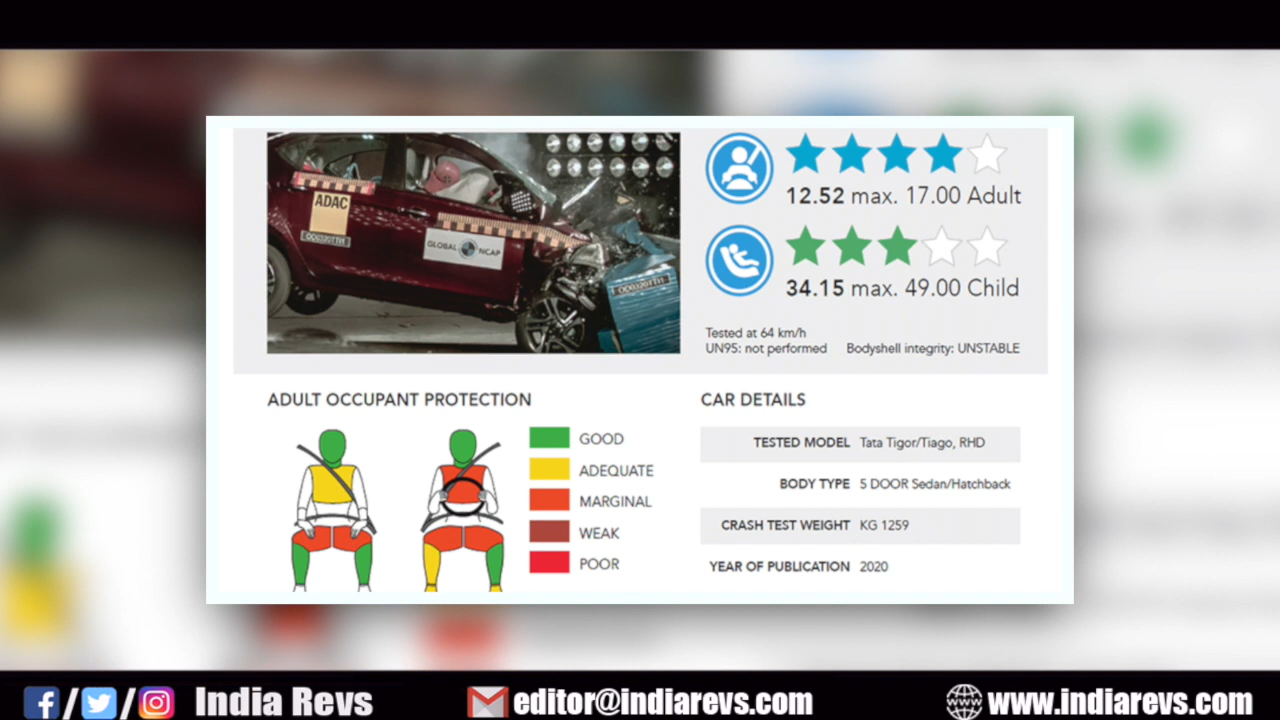 ADAC
GLOBAL NCAP
12.52 max. 17.00 Adult
34.15 max. 49.00 Child
Tested at 64 km/h
UN95: not performed Bodyshell integrity: UNSTABLE
ADULT OCCUPANT PROTECTION
GOOD
ADEQUATE
MARGINAL
WEAK
POOR
CAR DETAILS
TESTED MODEL Tata Tigor/Tiago, RHD
BODY TYPE 5 DOOR Sedan/Hatchback
CRASH TEST WEIGHT KG 1259
YEAR OF PUBLICATION 2020
India Revs
editor@indiarevs.com
www.indiarevs.com